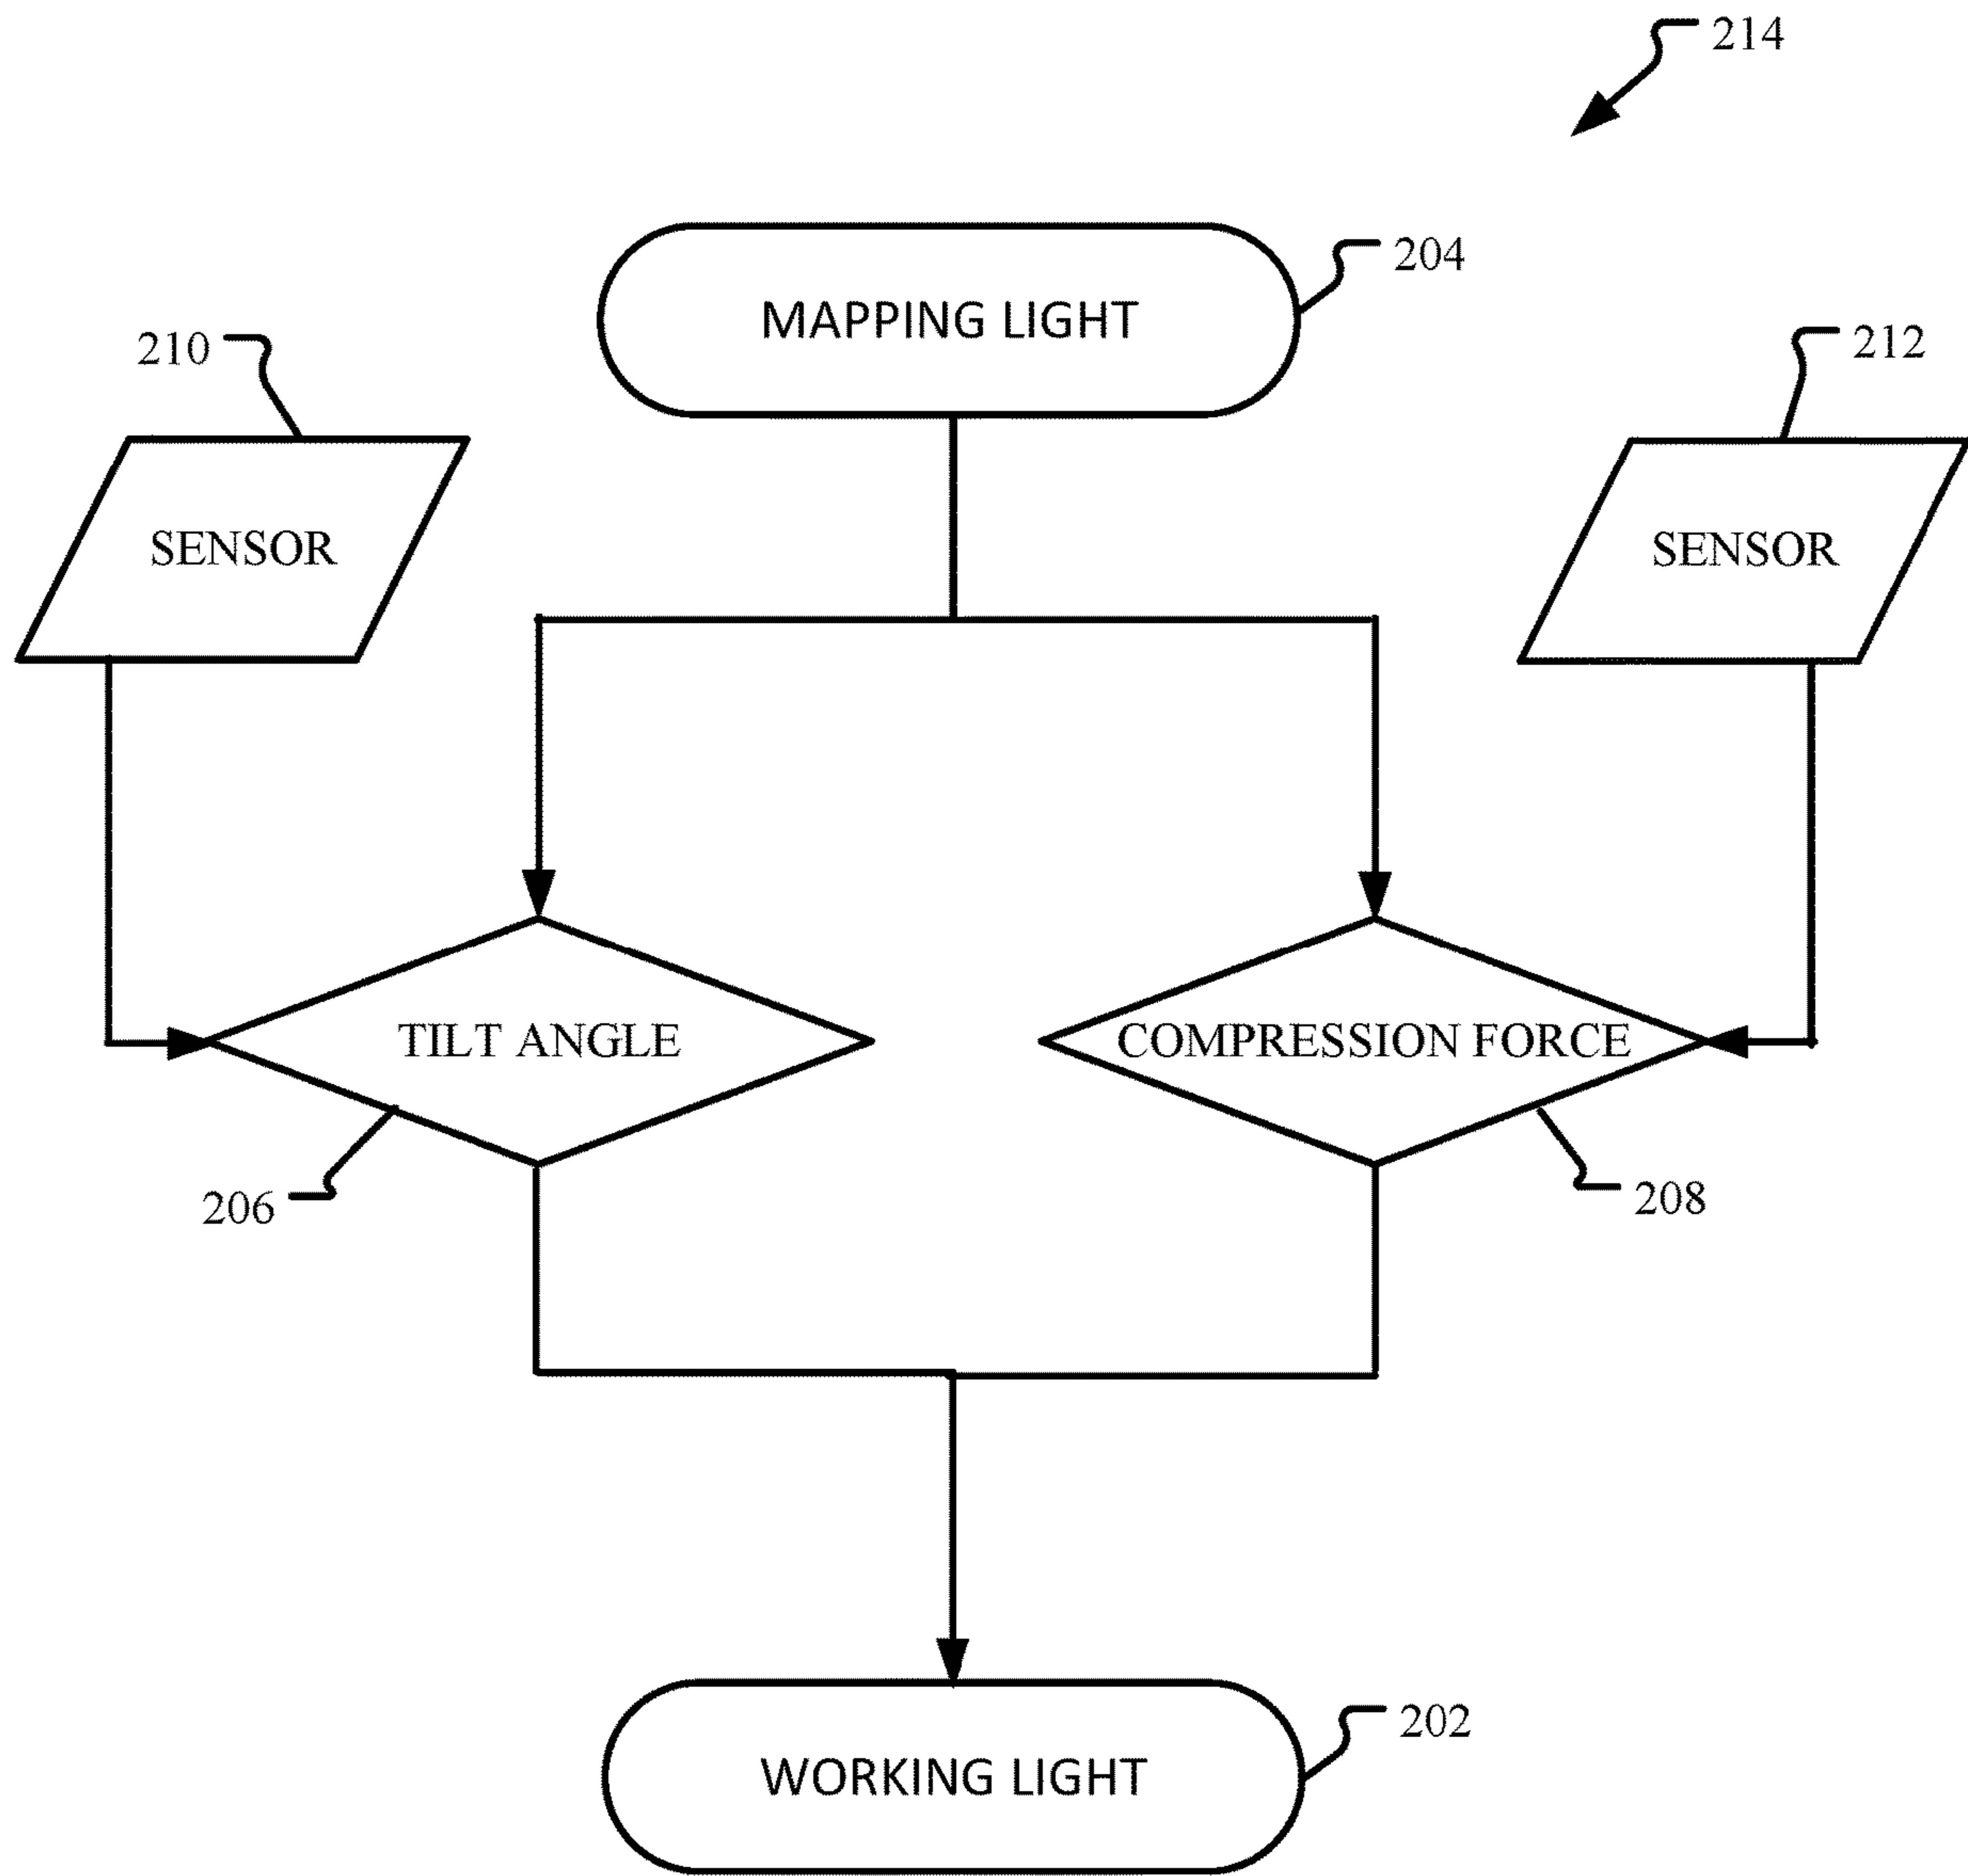 214
204
MAPPING LIGHT
210
212
SENSOR
SENSOR
TILT ANGLE
COMPRESSION FORCE
206
208
202
WORKING LIGHT